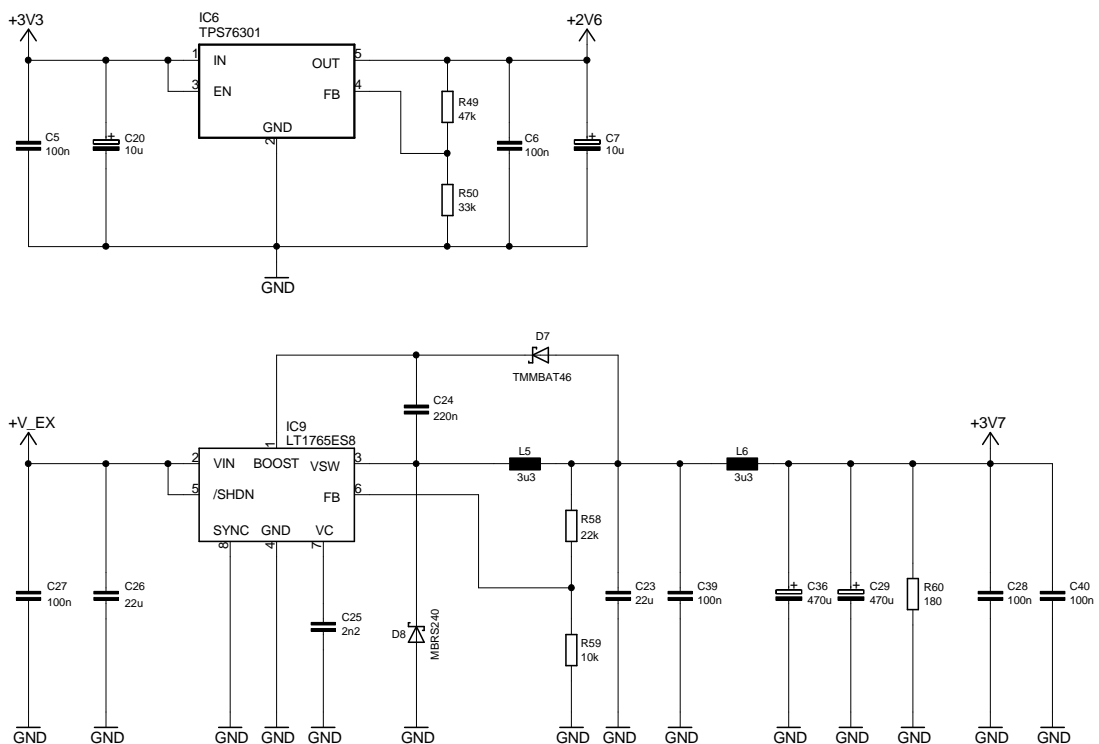 +3V3
IC6
TPS76301
+2V6
1
IN
OUT
5
3
EN
FB
4
GND
2
C5
100n
C20
10u
R49
47k
R50
33k
C6
100n
C7
10u
GND
D7
TMMBAT46
C24
220n
+V_EX
IC9
LT1765ES8
1
+3V7
2
VIN
BOOST
VSW
3
L5
3u3
L6
3u3
5
/SHDN
FB
6
SYNC
GND
VC
8
4
7
R58
22k
C27
100n
C26
22u
C25
2n2
D8
MBRS240
R59
10k
C23
22u
C39
100n
C36
470u
C29
470u
R60
180
C28
100n
C40
100n
GND
GND
GND
GND
GND
GND
GND
GND
GND
GND
GND
GND
GND
GND